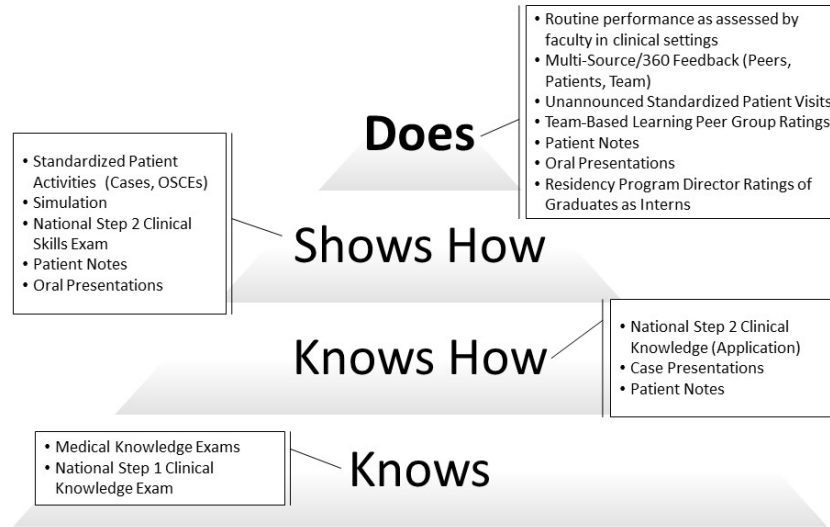 • Routine performance as assessed by
faculty in clinical settings
• Multi-Source/360 Feedback (Peers,
Patients, Team)
• Unannounced Standardized Patient Visits
• Team-Based Learning Peer Group Ratings
• Patient Notes
• Oral Presentations
• Residency Program Director Ratings of
Graduates as Interns
Does
• Standardized Patient
Activities (Cases, OSCEs)
• Simulation
• National Step 2 Clinical
Skills Exam
• Patient Notes
• Oral Presentations
Shows How
Knows How
• National Step 2 Clinical
Knowledge (Application)
• Case Presentations
• Patient Notes
• Medical Knowledge Exams
• National Step 1 Clinical
Knowledge Exam
Knows